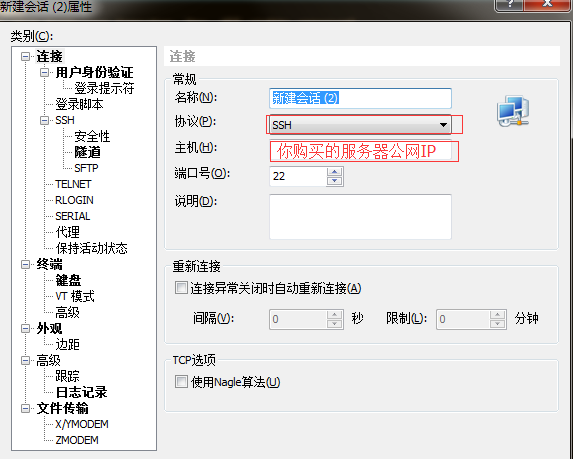 新建会话 (2)属性
类别(C):
连接
用户身份验证
登录提示符
登录脚本
SSH
安全性
隧道
SFTP
TELNET
RLOGIN
SERIAL
代理
保持活动状态
终端
键盘
VT 模式
高级
外观
边距
高级
跟踪
日志记录
文件传输
X/YMODEM
ZMODEM
连接
常规
名称(N):
新建会话 (2)
协议(P):
SSH
主机(H):
你购买的服务器公网IP
端口号(O):
22
说明(D):
重新连接
连接异常关闭时自动重新连接(A)
间隔(V): 0 秒 限制(L): 0 分钟
TCP选项
使用Nagle算法(U)